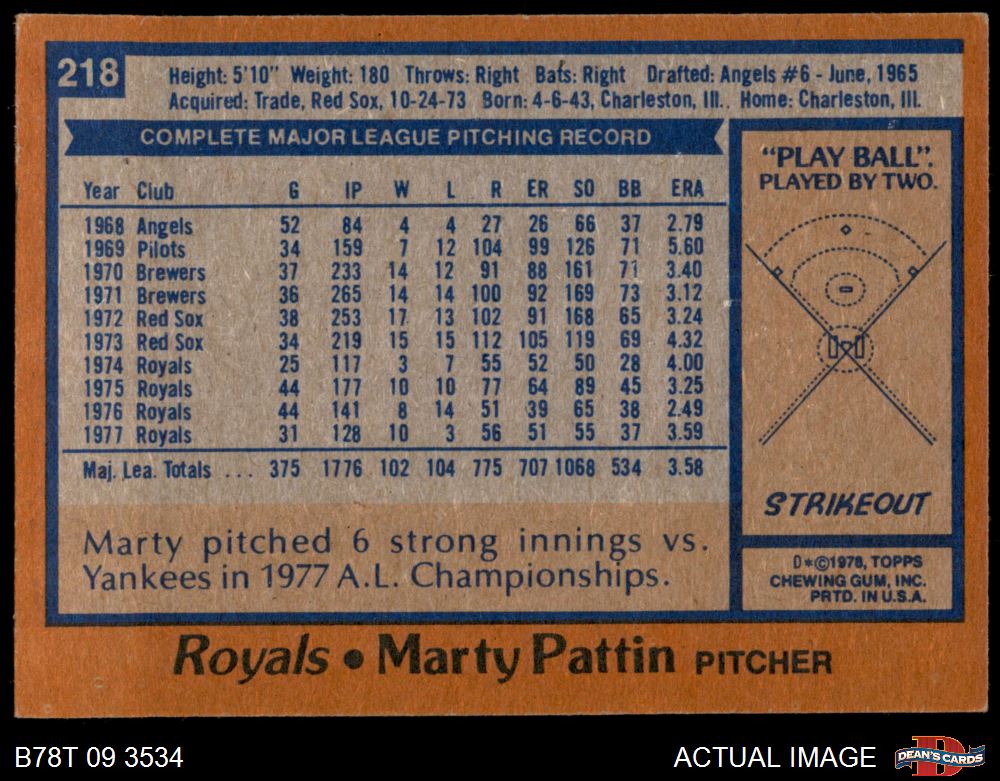 218
Height: 5'10" Weight: 180 Throws: Right Bats: Right Drafted: Angels #6 - June, 1965
Acquired: Trade, Red Sox, 10-24-73 Born: 4-6-43, Charleston, Ill. Home: Charleston, Ill.
COMPLETE MAJOR LEAGUE PITCHING RECORD
Year Club G IP W L R ER SO BB ERA
1968 Angels 52 84 4 4 27 26 66 37 2.79
1969 Pilots 34 159 7 12 104 99 126 71 5.60
1970 Brewers 37 233 14 12 91 88 161 71 3.40
1971 Brewers 36 265 14 14 100 92 169 73 3.12
1972 Red Sox 38 253 17 13 102 91 168 65 3.24
1973 Red Sox 34 219 15 15 112 105 119 69 4.32
1974 Royals 25 117 3 7 55 52 50 28 4.00
1975 Royals 44 177 10 10 77 64 89 45 3.25
1976 Royals 44 141 8 14 51 39 65 38 2.49
1977 Royals 31 128 10 3 56 51 55 37 3.59
Maj. Lea. Totals ... 375 1776 102 104 775 707 1068 534 3.58
Marty pitched 6 strong innings vs.
Yankees in 1977 A.L. Championships.
"PLAY BALL".
PLAYED BY TWO.
STRIKEOUT
D*©1978, TOPPS
CHEWING GUM, INC.
PRTD. IN U.S.A.
Royals • Marty Pattin PITCHER
B78T 09 3534
ACTUAL IMAGE
D
DEAN'S CARDS